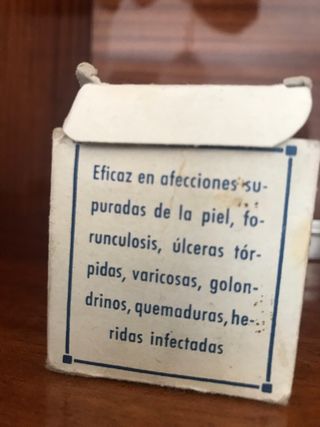 Eficaz en afecciones su-
puradas de la piel, fo-
runculosis, úlceras tór-
pidas, varicosas, golon-
drinos, quemaduras, he-
ridas infectadas